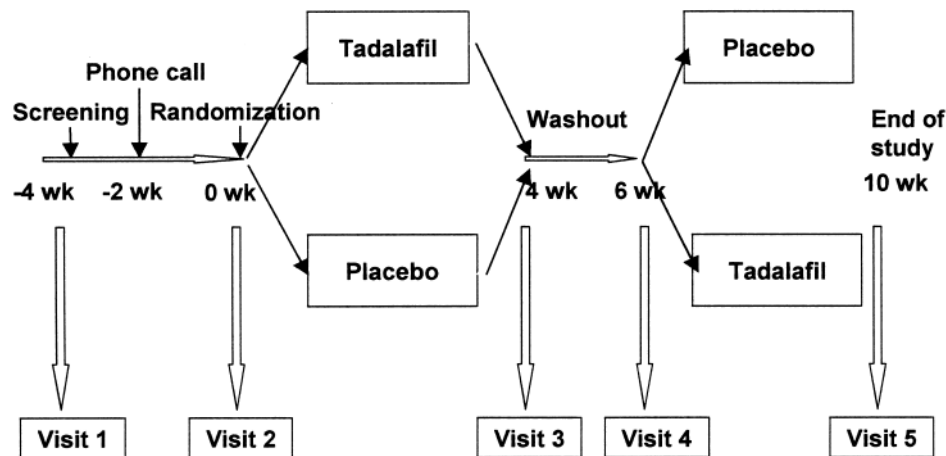 Tadalafil
Placebo
Phone call
Screening
Randomization
Washout
End of
study
-4 wk
-2 wk
0 wk
4 wk
6 wk
10 wk
Placebo
Tadalafil
Visit 1
Visit 2
Visit 3
Visit 4
Visit 5